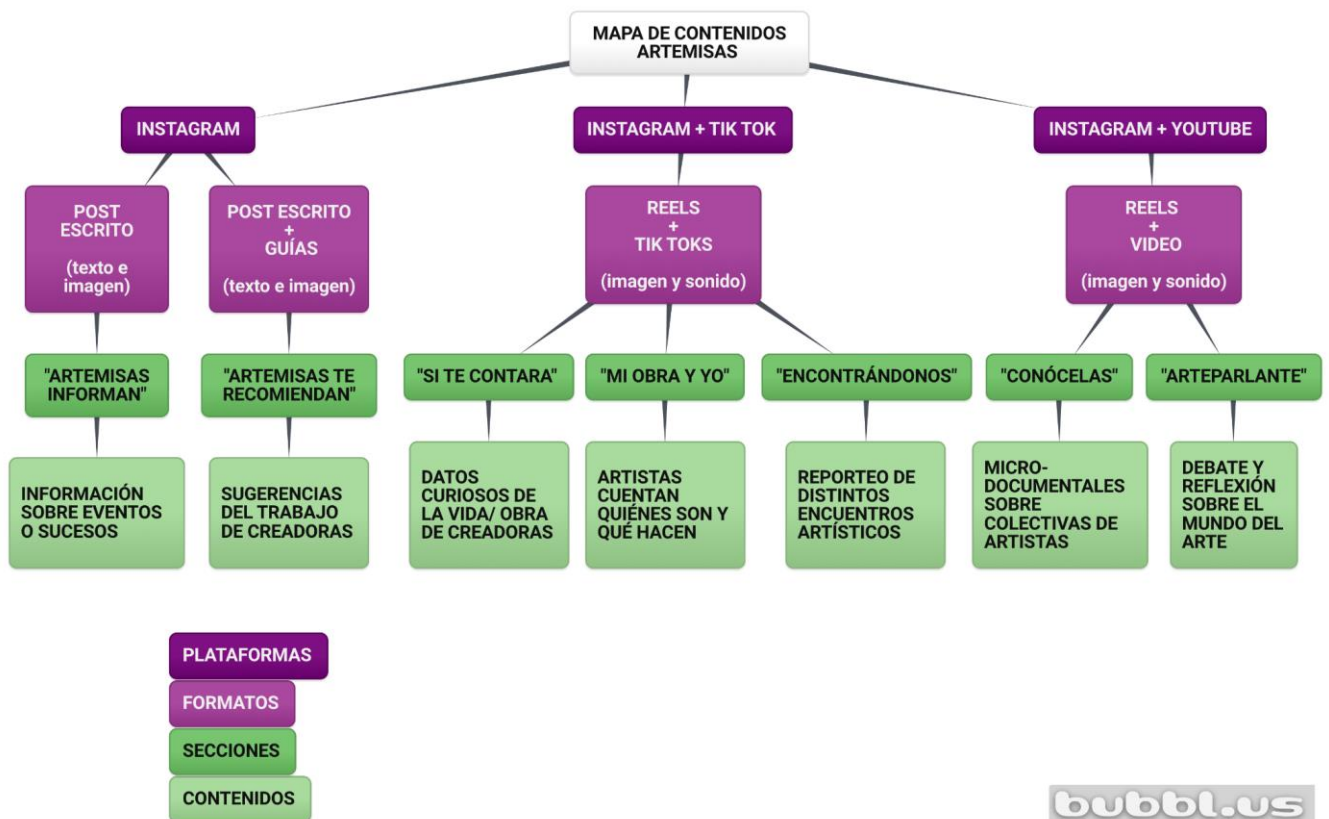 MAPA DE CONTENIDOS
ARTEMISAS
INSTAGRAM
INSTAGRAM + TIK TOK
INSTAGRAM + YOUTUBE
POST
ESCRITO
(texto e
imagen)
POST ESCRITO
+
GUÍAS
(texto e imagen)
REELS
+
TIK TOKS
(imagen y sonido)
REELS
+
VIDEO
(imagen y sonido)
"ARTEMISAS
INFORMAN"
"ARTEMISAS TE
RECOMIENDAN"
"SI TE CONTARA"
"MI OBRA Y YO"
"ENCONTRÁNDONOS"
"CONÓCELAS"
"ARTEPARLANTE"
INFORMACIÓN
SOBRE EVENTOS
O SUCESOS
SUGERENCIAS
DEL TRABAJO
DE CREADORAS
DATOS
CURIOSOS DE
LA VIDA/ OBRA
DE CREADORAS
ARTISTAS
CUENTAN
QUIÉNES SON Y
QUÉ HACEN
REPORTEO DE
DISTINTOS
ENCUENTROS
ARTÍSTICOS
MICRO-
DOCUMENTALES
SOBRE
COLECTIVAS DE
ARTISTAS
DEBATE Y
REFLEXIÓN
SOBRE EL
MUNDO DEL
ARTE
PLATAFORMAS
FORMATOS
SECCIONES
CONTENIDOS
bubbl.us